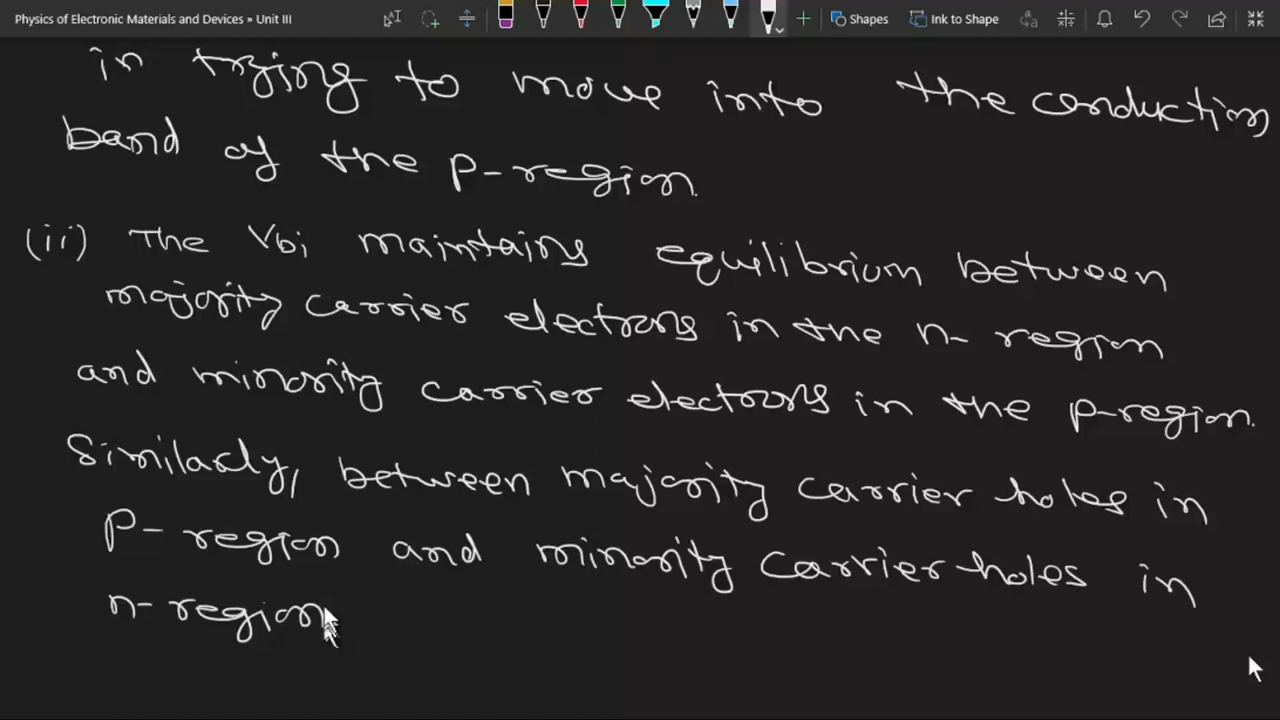 Physics of Electronic Materials and Devices » Unit III
Shapes
Ink to Shape
in trying to move into the conduction
band of the p-region.
(ii) The Vbi maintains equilibrium between
majority carrier electrons in the n-region
and minority carrier electrons in the p-region.
Similarly, between majority carrier holes in
P-region and minority carrier holes in
n-region